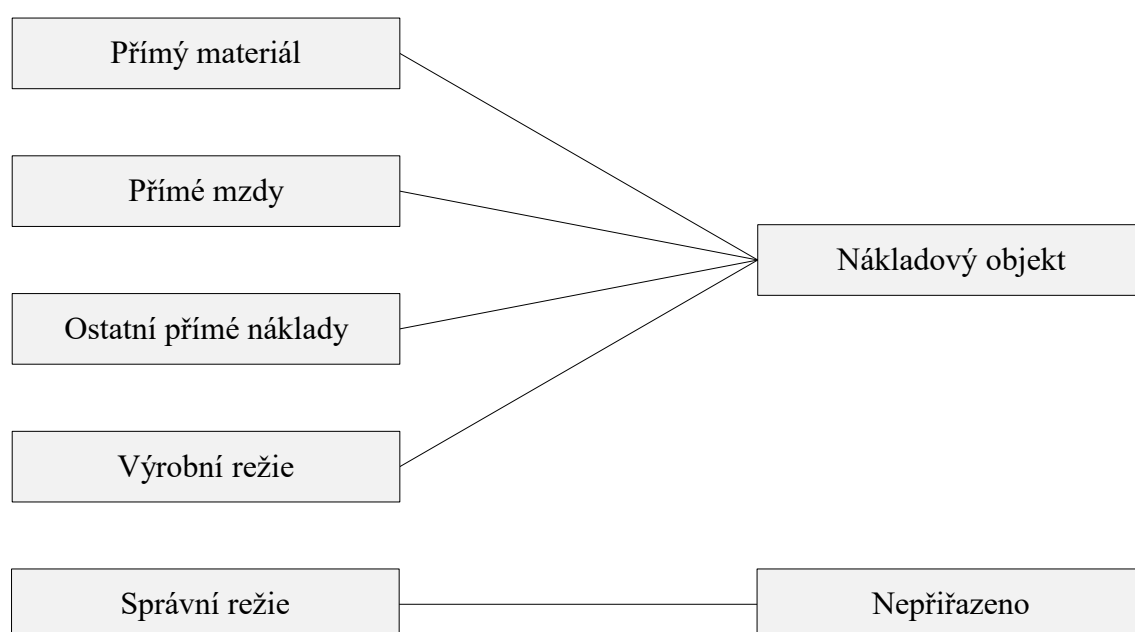 Přímý materiál
Přímé mzdy
Nákladový objekt
Ostatní přímé náklady
Výrobní režie
Správní režie
Nepřiřazeno